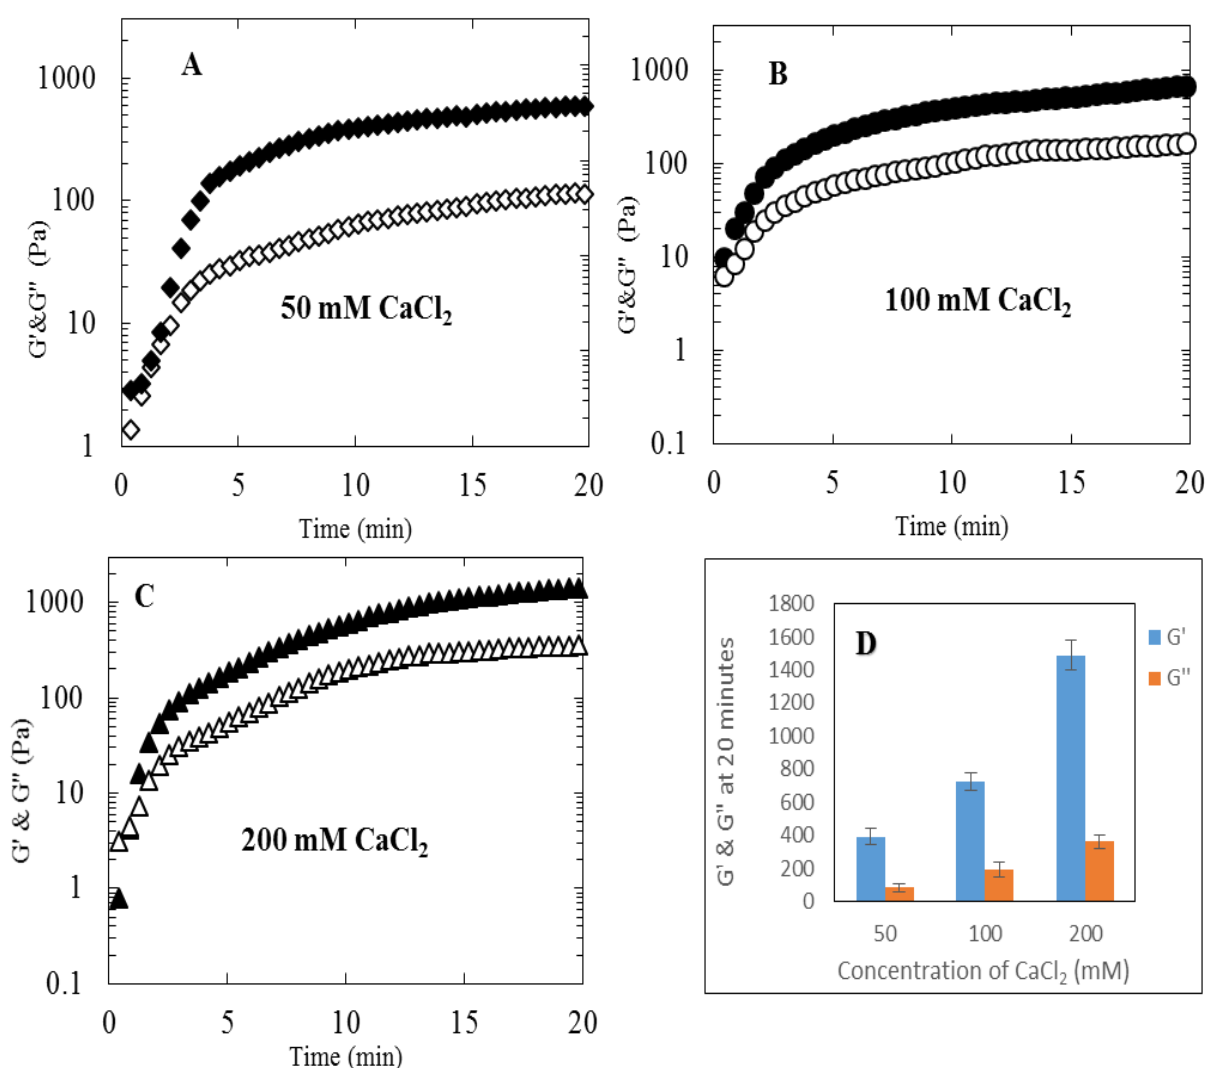 A
1000
100
10
1
G'&G'' (Pa)
50 mM CaCl₂
0 5 10 15 20
Time (min)
B
1000
100
10
1
0.1
G'&G'' (Pa)
100 mM CaCl₂
0 5 10 15 20
Time (min)
C
1000
100
10
1
0.1
G' & G'' (Pa)
200 mM CaCl₂
0 5 10 15 20
Time (min)
D
1800
1600
1400
1200
1000
800
600
400
200
0
G' & G'' at 20 minutes
G'
G''
50 100 200
Concentration of CaCl₂ (mM)